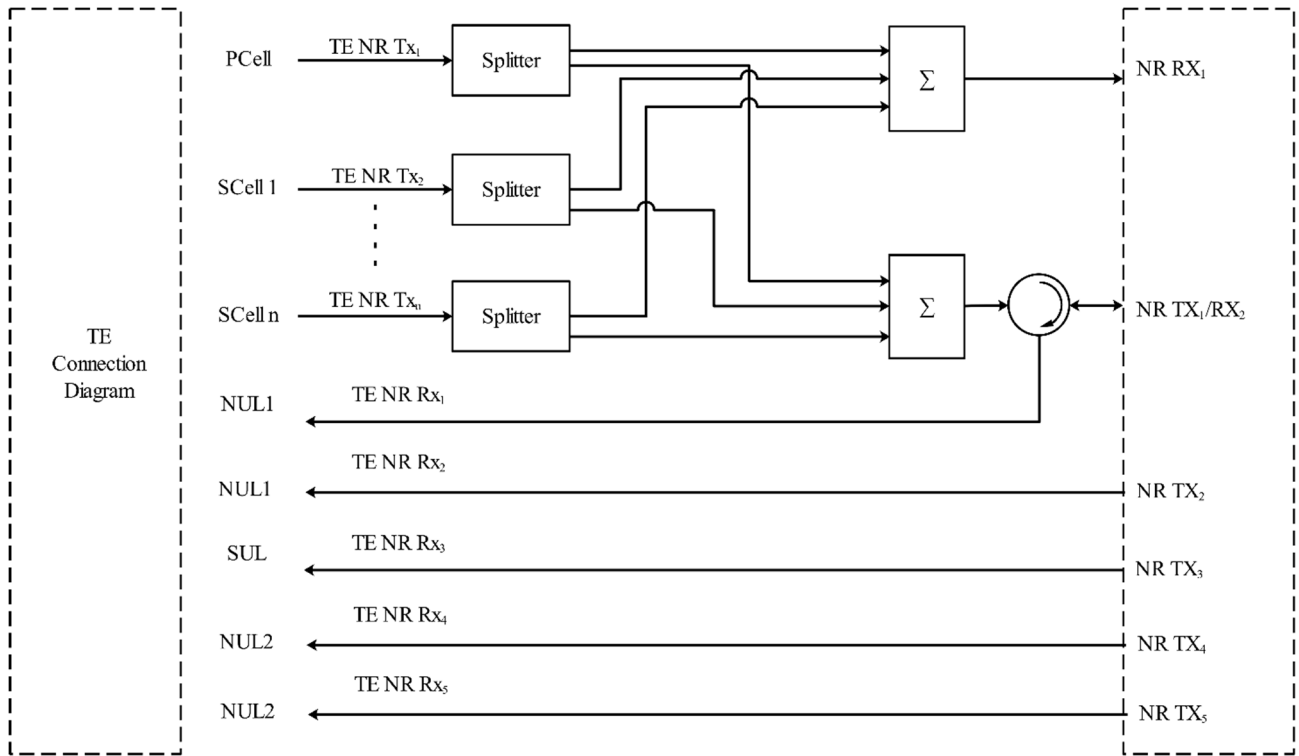 TE
Connection
Diagram
PCell
TE NR Tx₁
Splitter
Σ
NR RX₁
SCell 1
TE NR Tx₂
Splitter
SCell n
TE NR Txₙ
Splitter
Σ
NR TX₁/RX₂
NUL1
TE NR Rx₁
NUL1
TE NR Rx₂
NR TX₂
SUL
TE NR Rx₃
NR TX₃
NUL2
TE NR Rx₄
NR TX₄
NUL2
TE NR Rx₅
NR TX₅